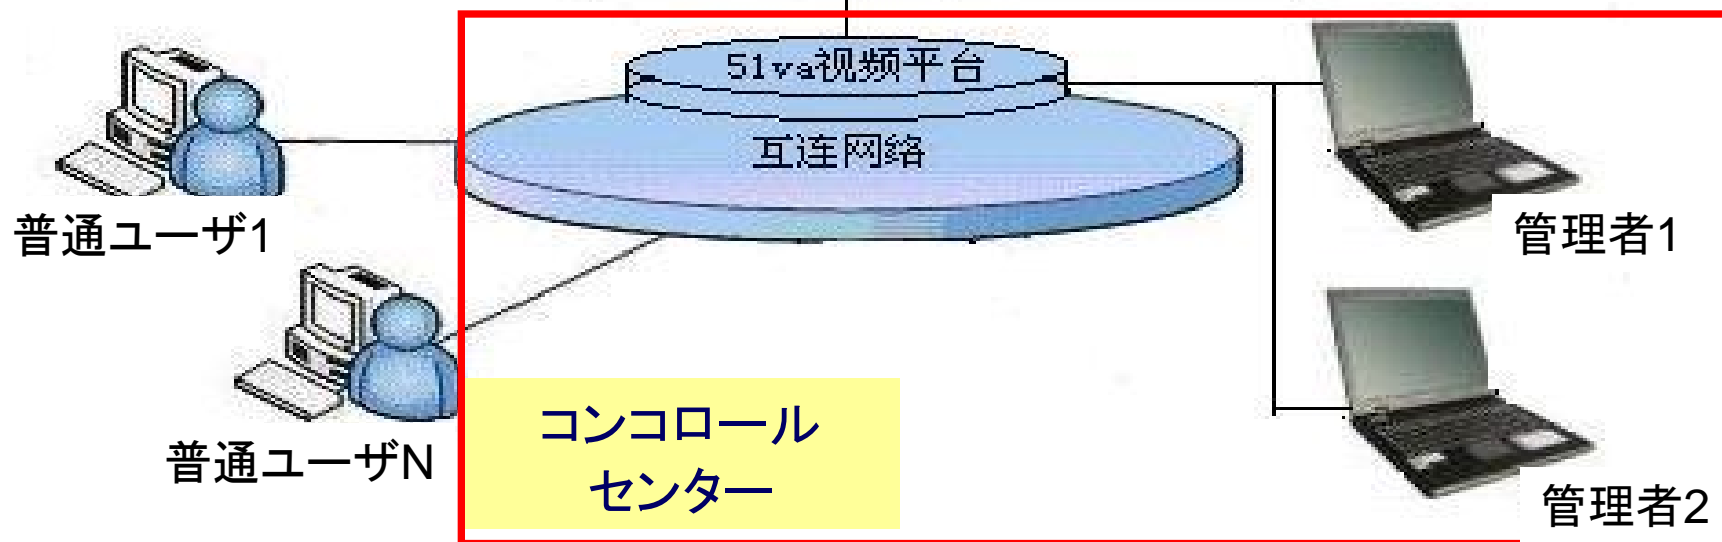 51va视频平台
互连网络
普通ユーザ1
管理者1
普通ユーザN
コンコロール
センター
管理者2